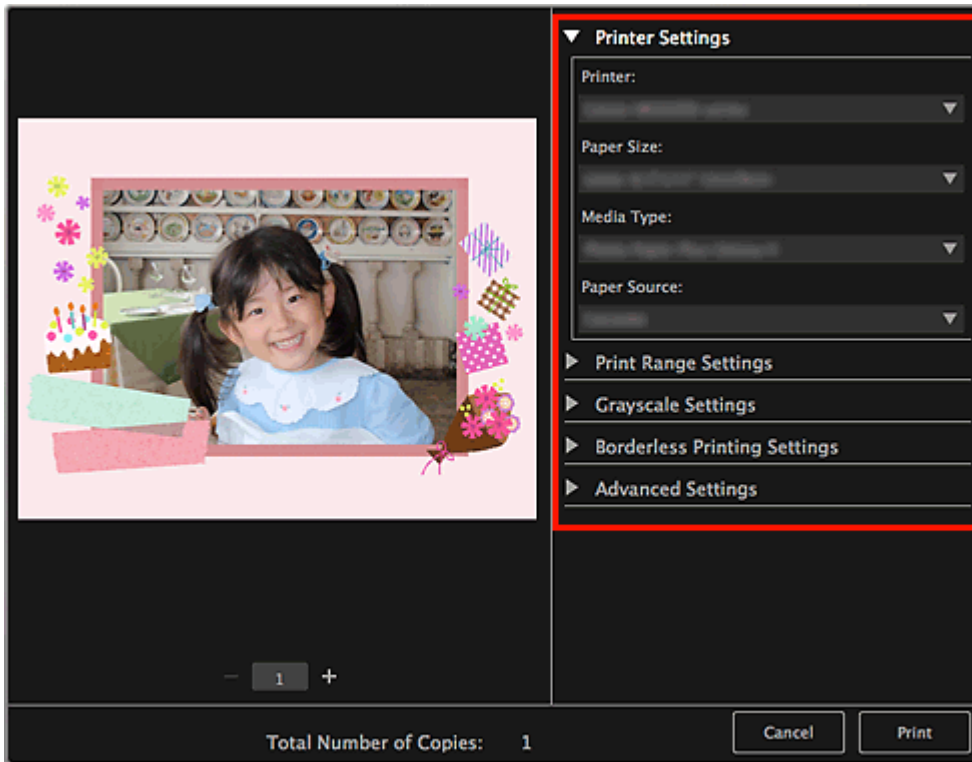 Printer Settings
Printer:
Paper Size:
Media Type:
Paper Source:
Print Range Settings
Grayscale Settings
Borderless Printing Settings
Advanced Settings
1
Total Number of Copies: 1
Cancel
Print